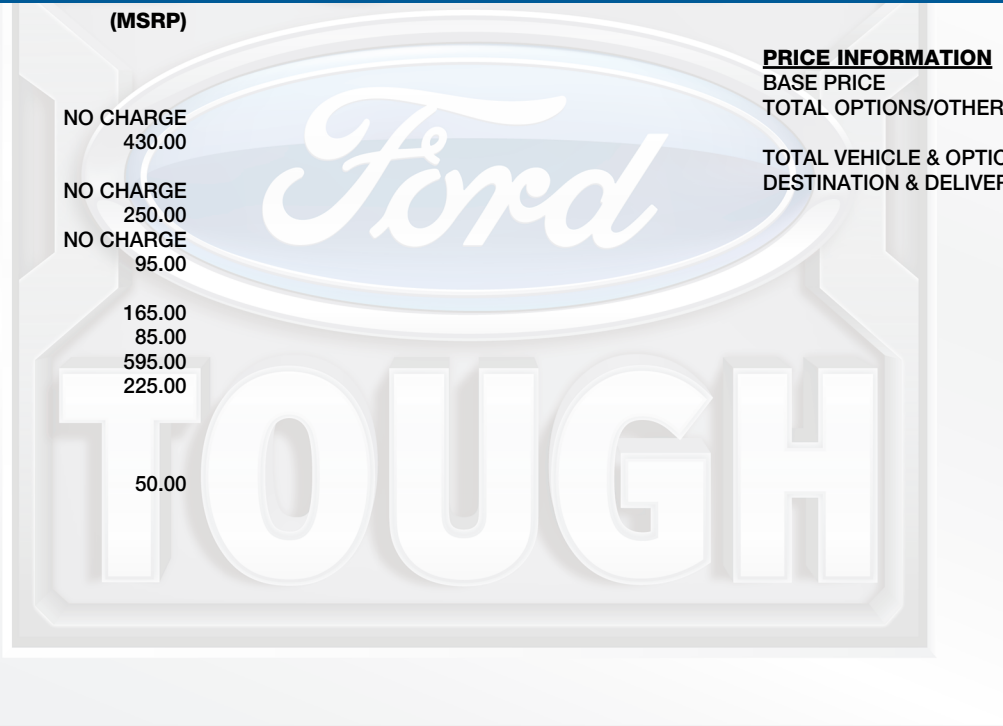 (MSRP)
NO CHARGE
430.00
NO CHARGE
250.00
NO CHARGE
95.00
165.00
85.00
595.00
225.00
50.00
PRICE INFORMATION
BASE PRICE
TOTAL OPTIONS/OTHER
TOTAL VEHICLE & OPTIO
DESTINATION & DELIVER
Ford
TOUGH